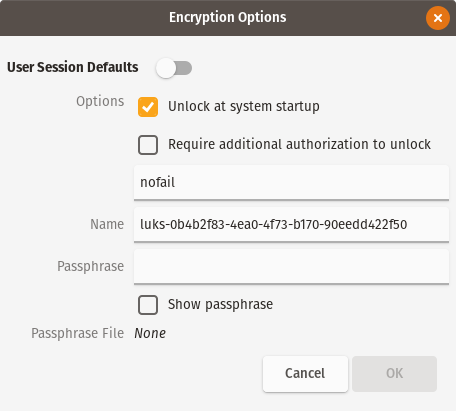 Encryption Options
User Session Defaults
Options
Unlock at system startup
Require additional authorization to unlock
nofail
Name
luks-0b4b2f83-4ea0-4f73-b170-90eedd422f50
Passphrase
Show passphrase
Passphrase File
None
Cancel
OK